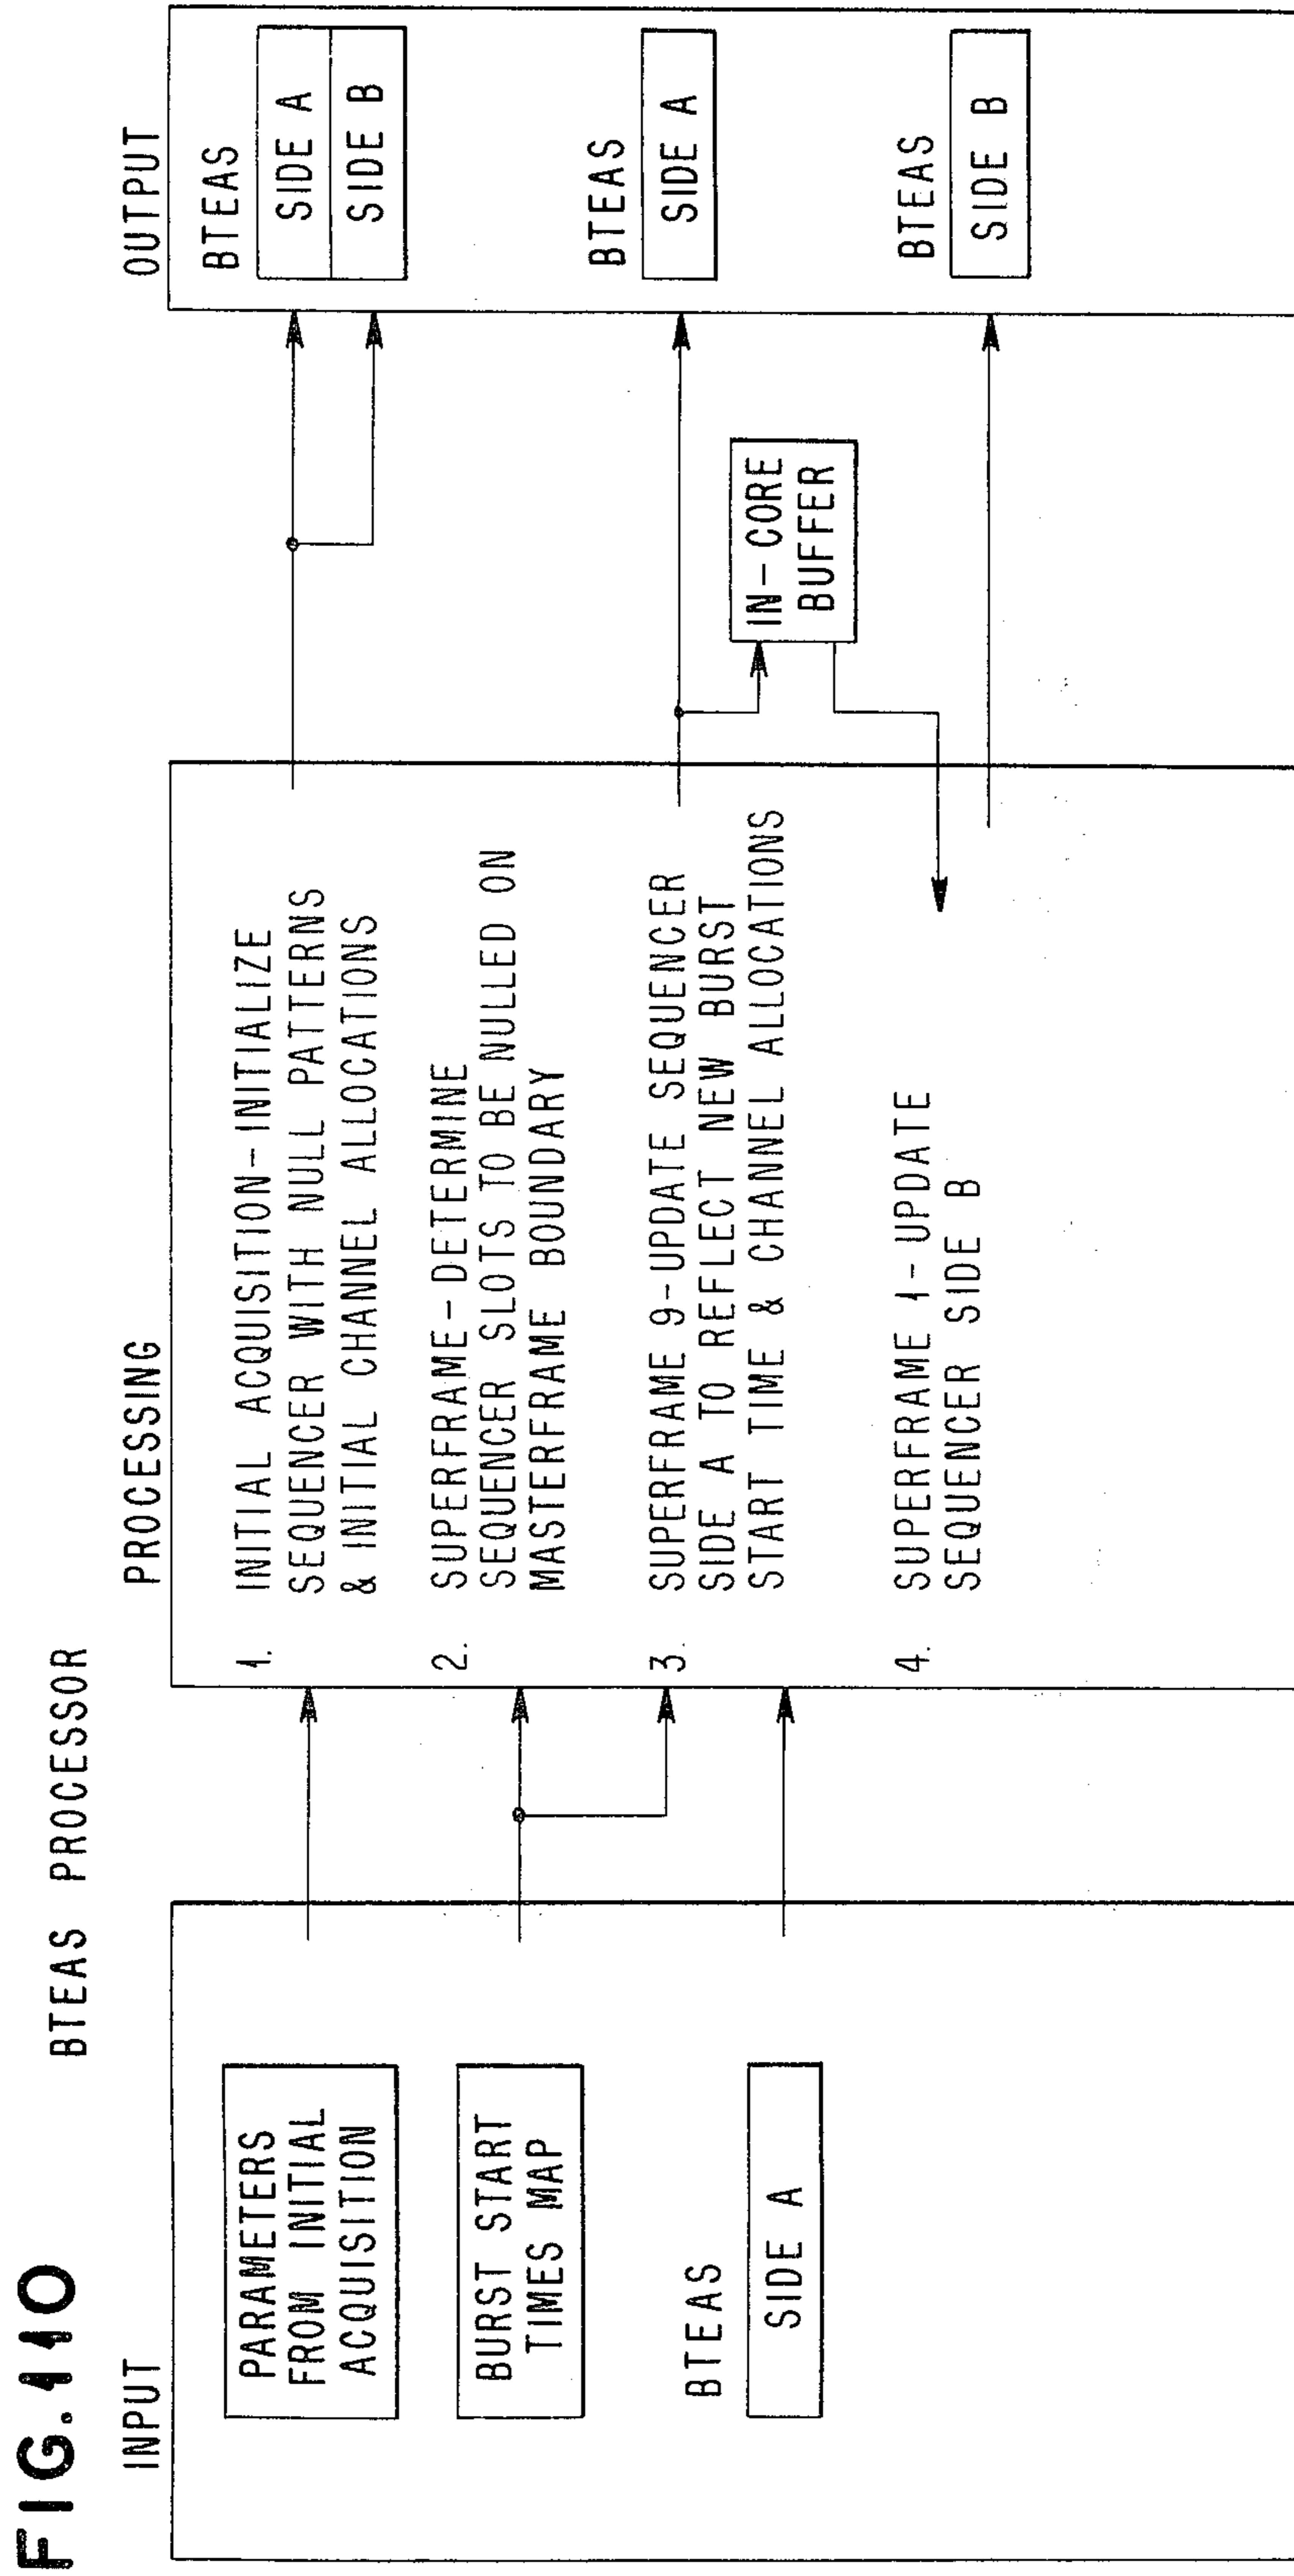 FIG. 110
BTEAS PROCESSOR
INPUT
PARAMETERS
FROM INITIAL
ACQUISITION
BURST START
TIMES MAP
BTEAS
SIDE A
PROCESSING
1. INITIAL ACQUISITION-INITIALIZE
SEQUENCER WITH NULL PATTERNS
& INITIAL CHANNEL ALLOCATIONS
2. SUPERFRAME-DETERMINE
SEQUENCER SLOTS TO BE NULLED ON
MASTERFRAME BOUNDARY
3. SUPERFRAME 9-UPDATE SEQUENCER
SIDE A TO REFLECT NEW BURST
START TIME & CHANNEL ALLOCATIONS
4. SUPERFRAME 1-UPDATE
SEQUENCER SIDE B
IN-CORE
BUFFER
OUTPUT
BTEAS
SIDE A
SIDE B
BTEAS
SIDE A
BTEAS
SIDE B